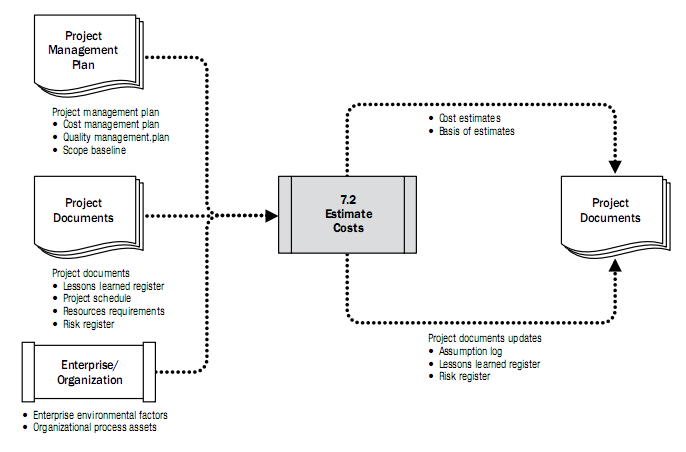 Project
Management
Plan
Project management plan
• Cost management plan
• Quality management.plan
• Scope baseline
Project
Documents
Project documents
• Lessons learned register
• Project schedule
• Resources requirements
• Risk register
Enterprise/
Organization
• Enterprise environmental factors
• Organizational process assets
7.2
Estimate
Costs
• Cost estimates
• Basis of estimates
Project
Documents
Project documents updates
• Assumption log
• Lessons learned register
• Risk register